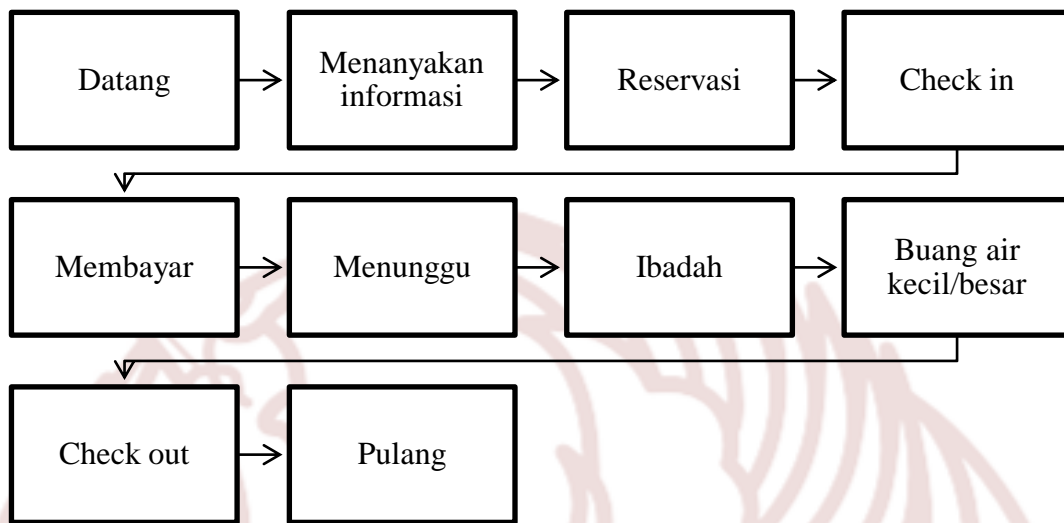 Datang
Menanyakan
informasi
Reservasi
Check in
Membayar
Menunggu
Ibadah
Buang air
kecil/besar
Check out
Pulang